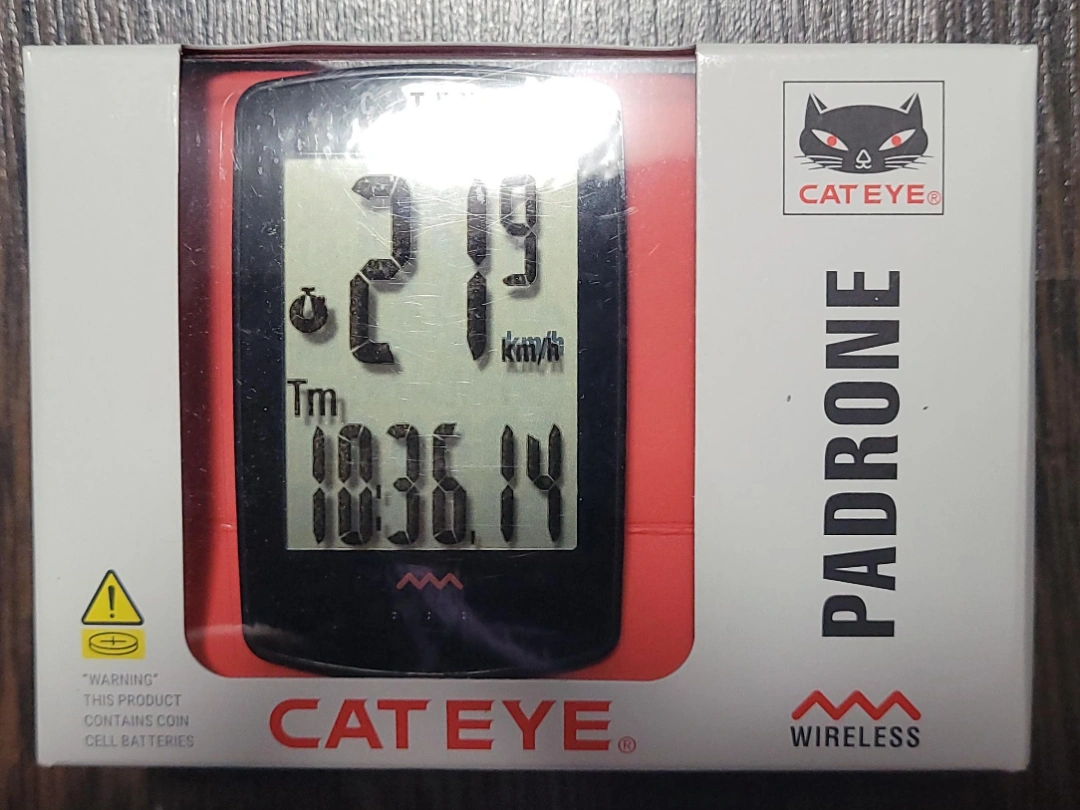 21.9
km/h
Tm
10:36.14
"WARNING"
THIS PRODUCT
CONTAINS COIN
CELL BATTERIES
CATEYE®
CATEYE®
PADRONE
WIRELESS